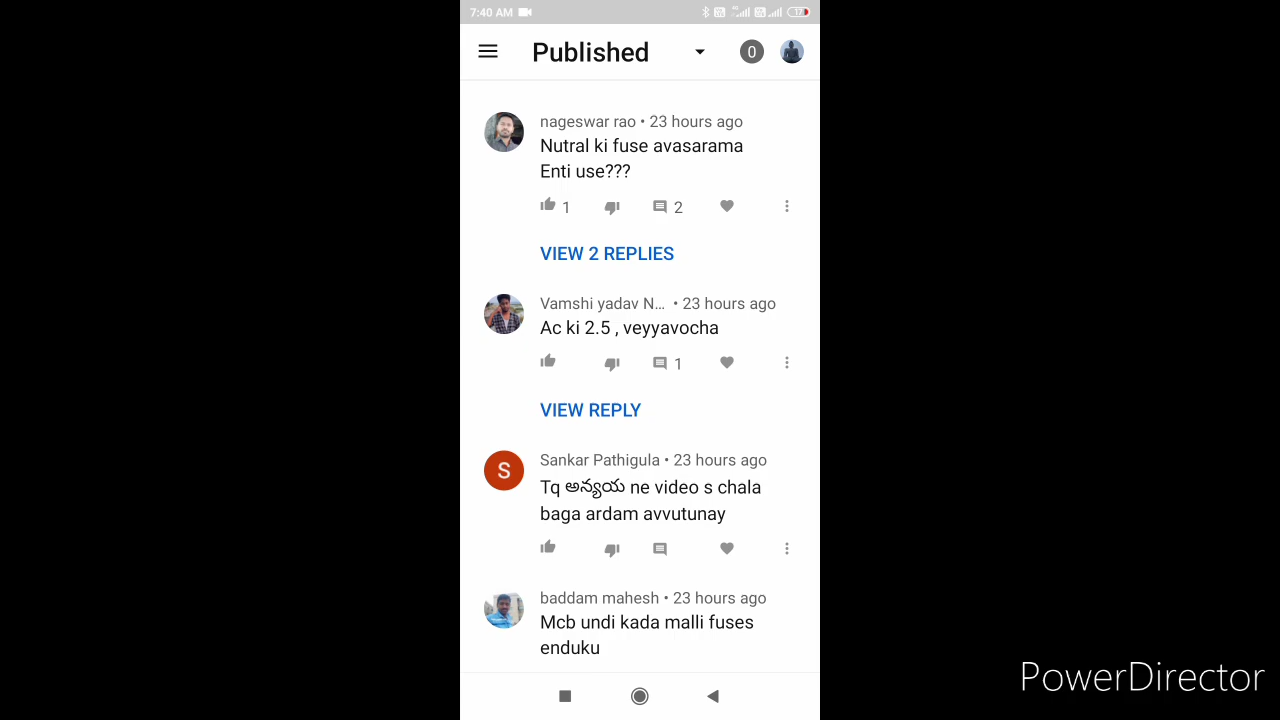 7:40 AM
Published
0
nageswar rao • 23 hours ago
Nutral ki fuse avasarama
Enti use???
1
2
VIEW 2 REPLIES
Vamshi yadav N... • 23 hours ago
Ac ki 2.5 , veyyavocha
1
VIEW REPLY
S
Sankar Pathigula • 23 hours ago
Tq అన్యయ ne video s chala
baga ardam avvutunay
baddam mahesh • 23 hours ago
Mcb undi kada malli fuses
enduku
PowerDirector